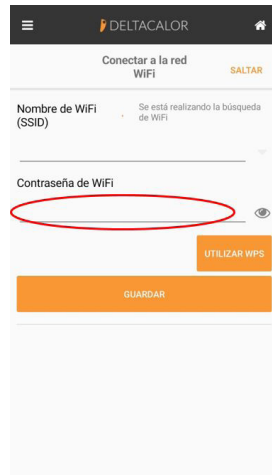 DELTACALOR
Conectar a la red
WiFi
SALTAR
Nombre de WiFi
(SSID)
Se está realizando la búsqueda
de WiFi
Contraseña de WiFi
UTILIZAR WPS
GUARDAR